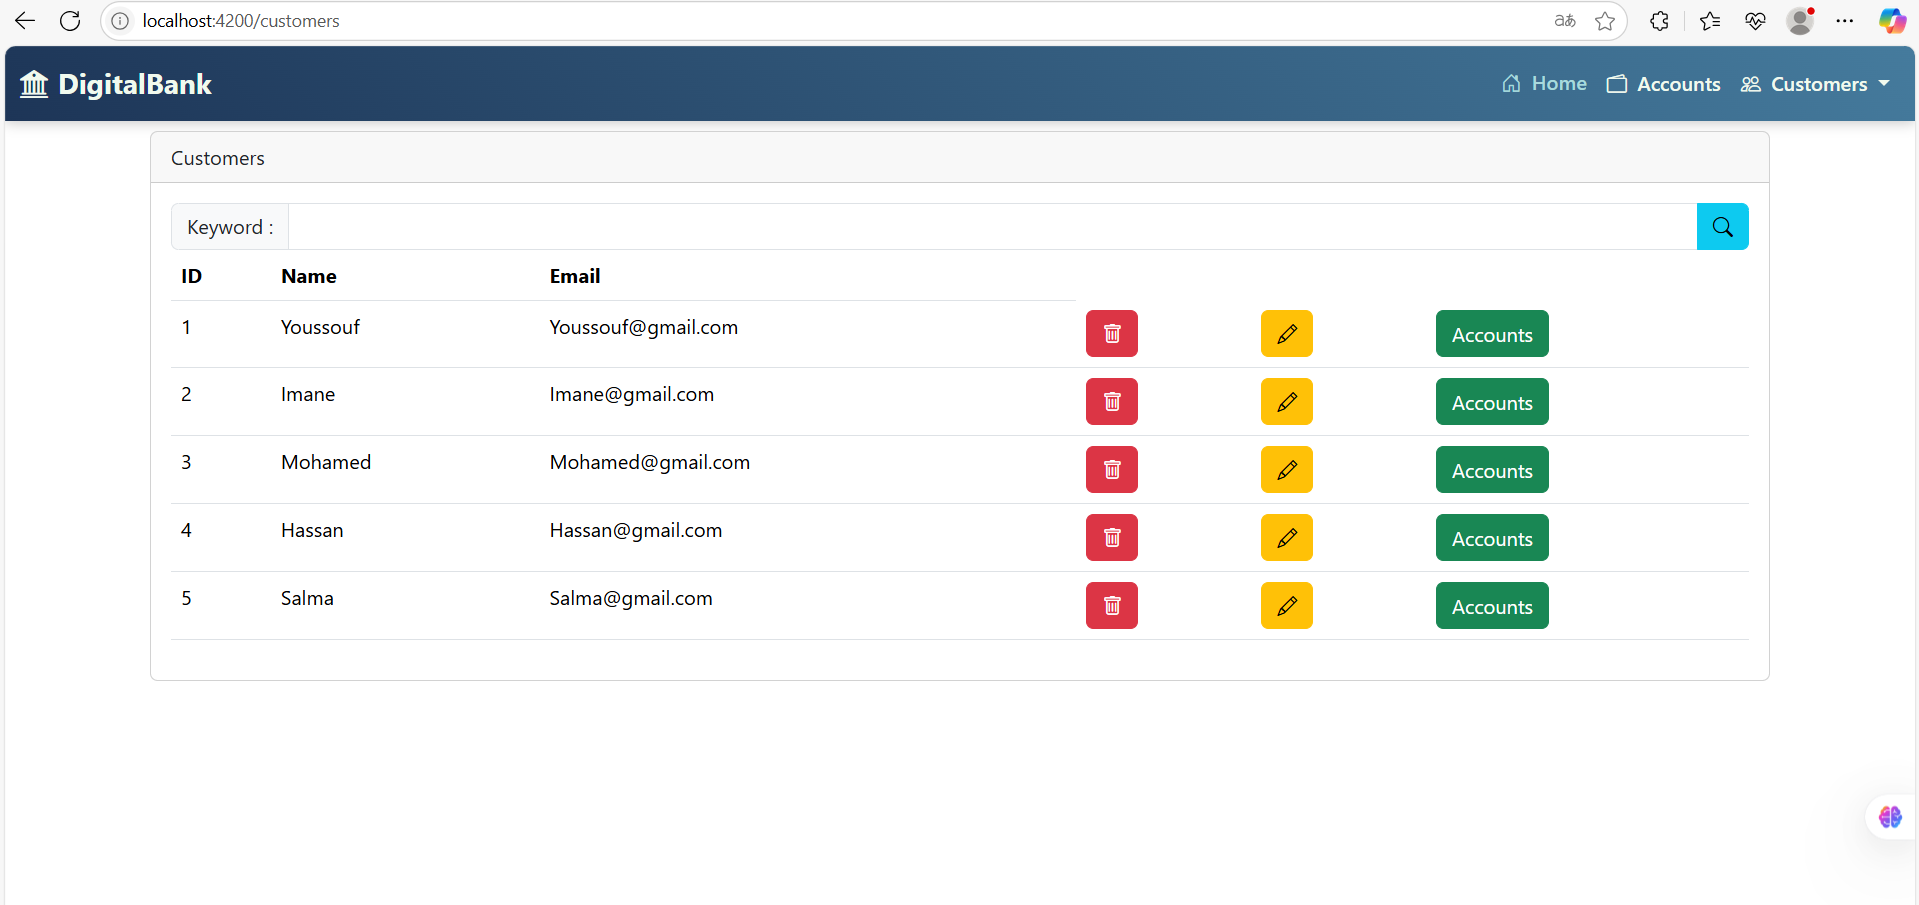 localhost:4200/customers
aあ
DigitalBank
Home Accounts Customers
Customers
Keyword :
ID Name Email
1 Youssouf Youssouf@gmail.com Accounts
2 Imane Imane@gmail.com Accounts
3 Mohamed Mohamed@gmail.com Accounts
4 Hassan Hassan@gmail.com Accounts
5 Salma Salma@gmail.com Accounts